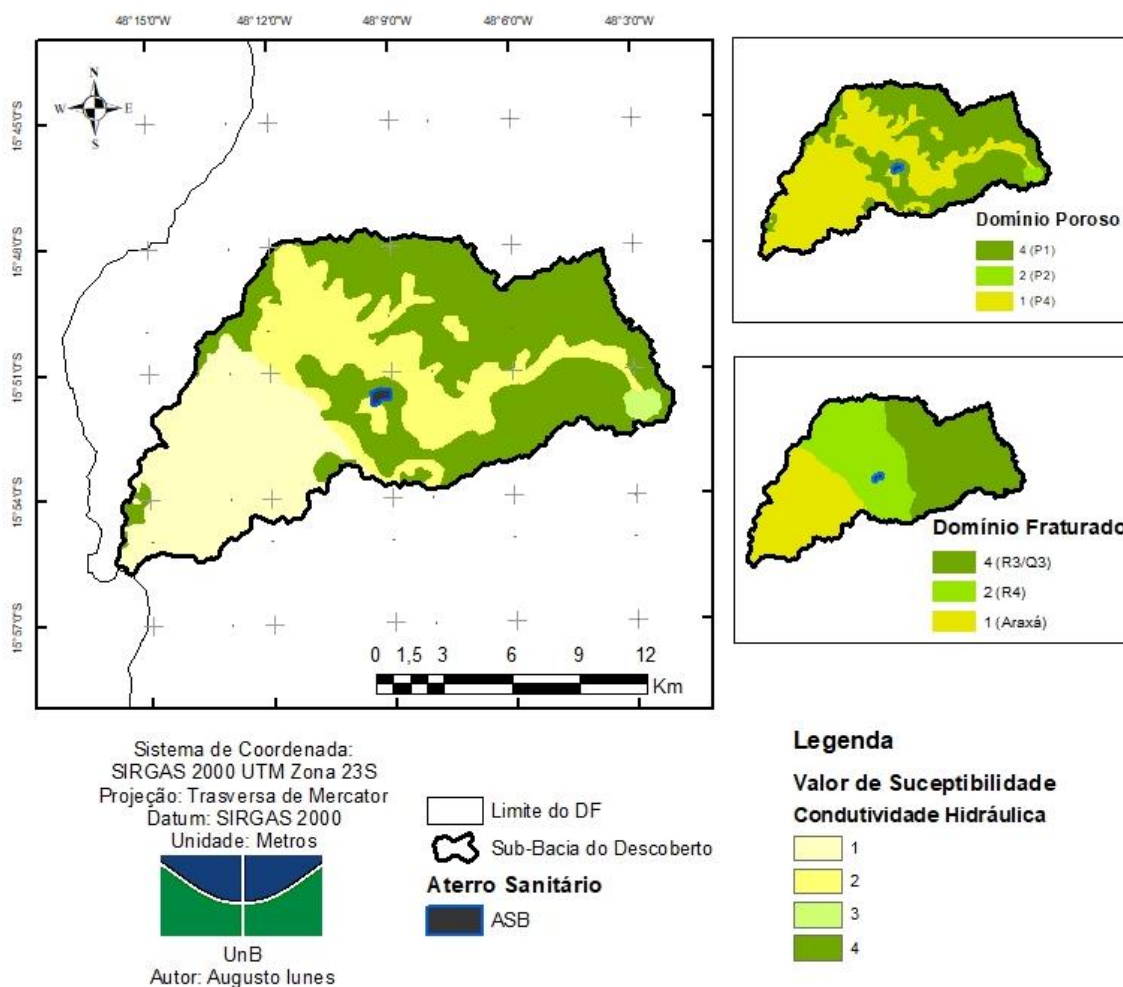 48°15'0"W 48°12'0"W 48°9'0"W 48°6'0"W 48°3'0"W
N
W E
S
15°45'0"S
15°48'0"S
15°51'0"S
15°54'0"S
15°57'0"S
0 1,5 3 6 9 12
Km
Domínio Poroso
4 (P1)
2 (P2)
1 (P4)
Domínio Fraturado
4 (R3/Q3)
2 (R4)
1 (Araxá)
Sistema de Coordenada:
SIRGAS 2000 UTM Zona 23S
Projeção: Trasversa de Mercator
Datum: SIRGAS 2000
Unidade: Metros
UnB
Autor: Augusto Iunes
Limite do DF
Sub-Bacia do Descoberto
Aterro Sanitário
ASB
Legenda
Valor de Suceptibilidade
Condutividade Hidráulica
1
2
3
4